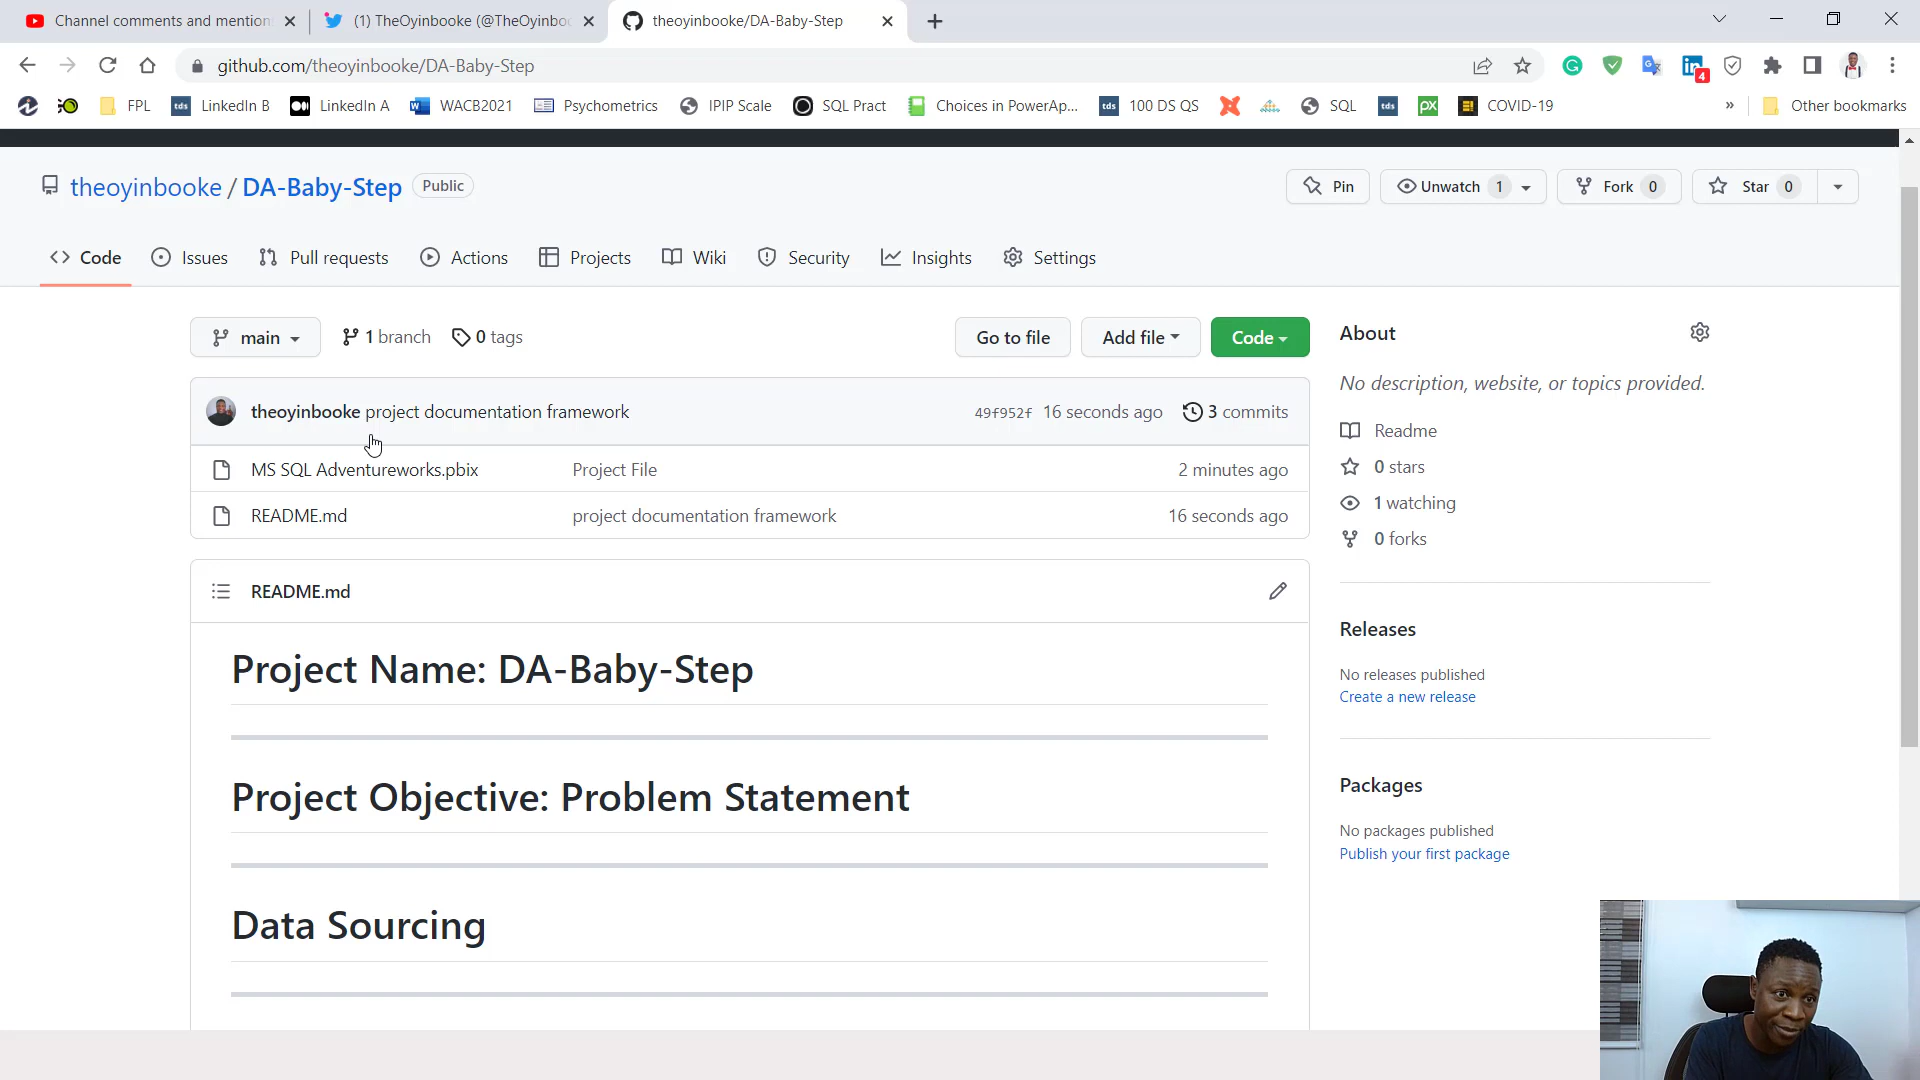 Channel comments and mention
(1) TheOyinbooke (@TheOyinboo
theoyinbooke/DA-Baby-Step
github.com/theoyinbooke/DA-Baby-Step
4
FPL
tds LinkedIn B
LinkedIn A
WACB2021
Psychometrics
IPIP Scale
SQL Pract
Choices in PowerAp...
tds 100 DS QS
SQL
tds
px
COVID-19
»
Other bookmarks
theoyinbooke / DA-Baby-Step Public
Pin
Unwatch 1
Fork 0
Star 0
Code
Issues
Pull requests
Actions
Projects
Wiki
Security
Insights
Settings
main
1 branch
0 tags
Go to file
Add file
Code
theoyinbooke project documentation framework 49f952f 16 seconds ago 3 commits
MS SQL Adventureworks.pbix Project File 2 minutes ago
README.md project documentation framework 16 seconds ago
README.md
Project Name: DA-Baby-Step
Project Objective: Problem Statement
Data Sourcing
About
No description, website, or topics provided.
Readme
0 stars
1 watching
0 forks
Releases
No releases published
Create a new release
Packages
No packages published
Publish your first package